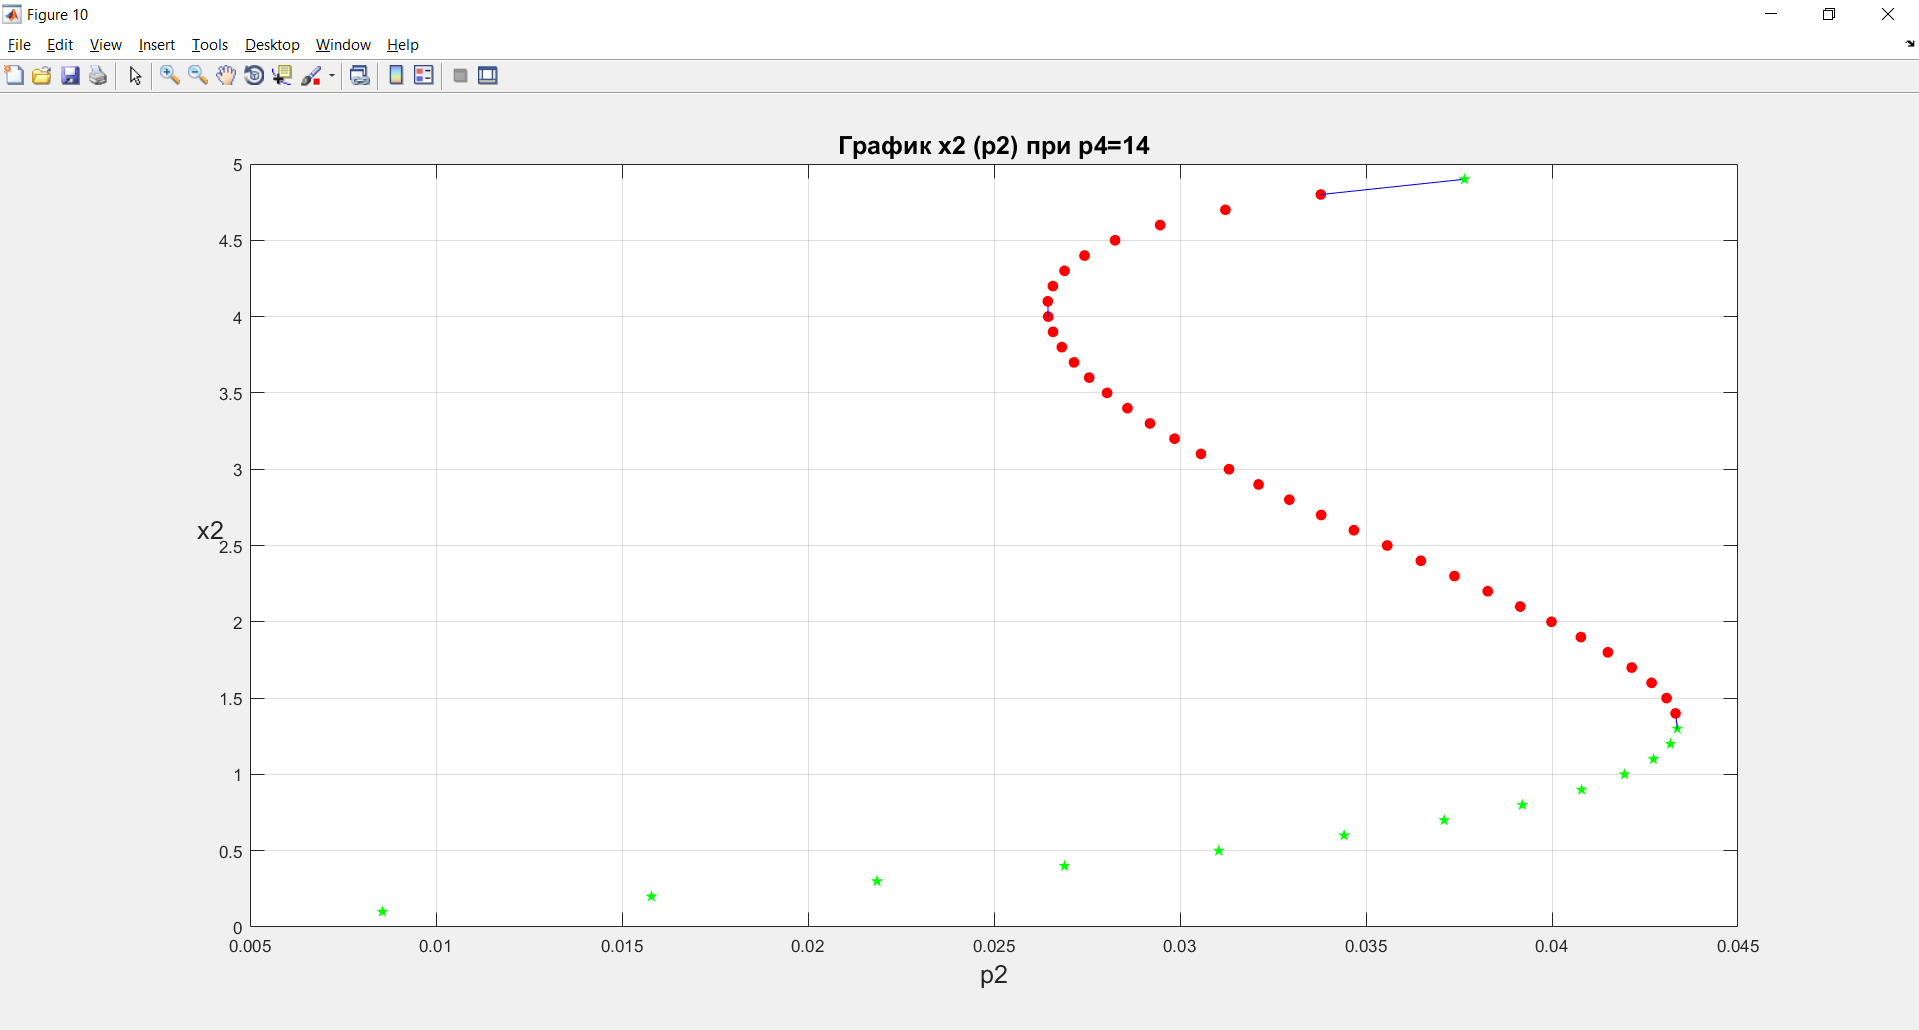 Figure 10
File Edit View Insert Tools Desktop Window Help
График x2 (p2) при p4=14
5
4.5
4
3.5
3
x2
2.5
2
1.5
1
0.5
0
0.005 0.01 0.015 0.02 0.025 0.03 0.035 0.04 0.045
p2